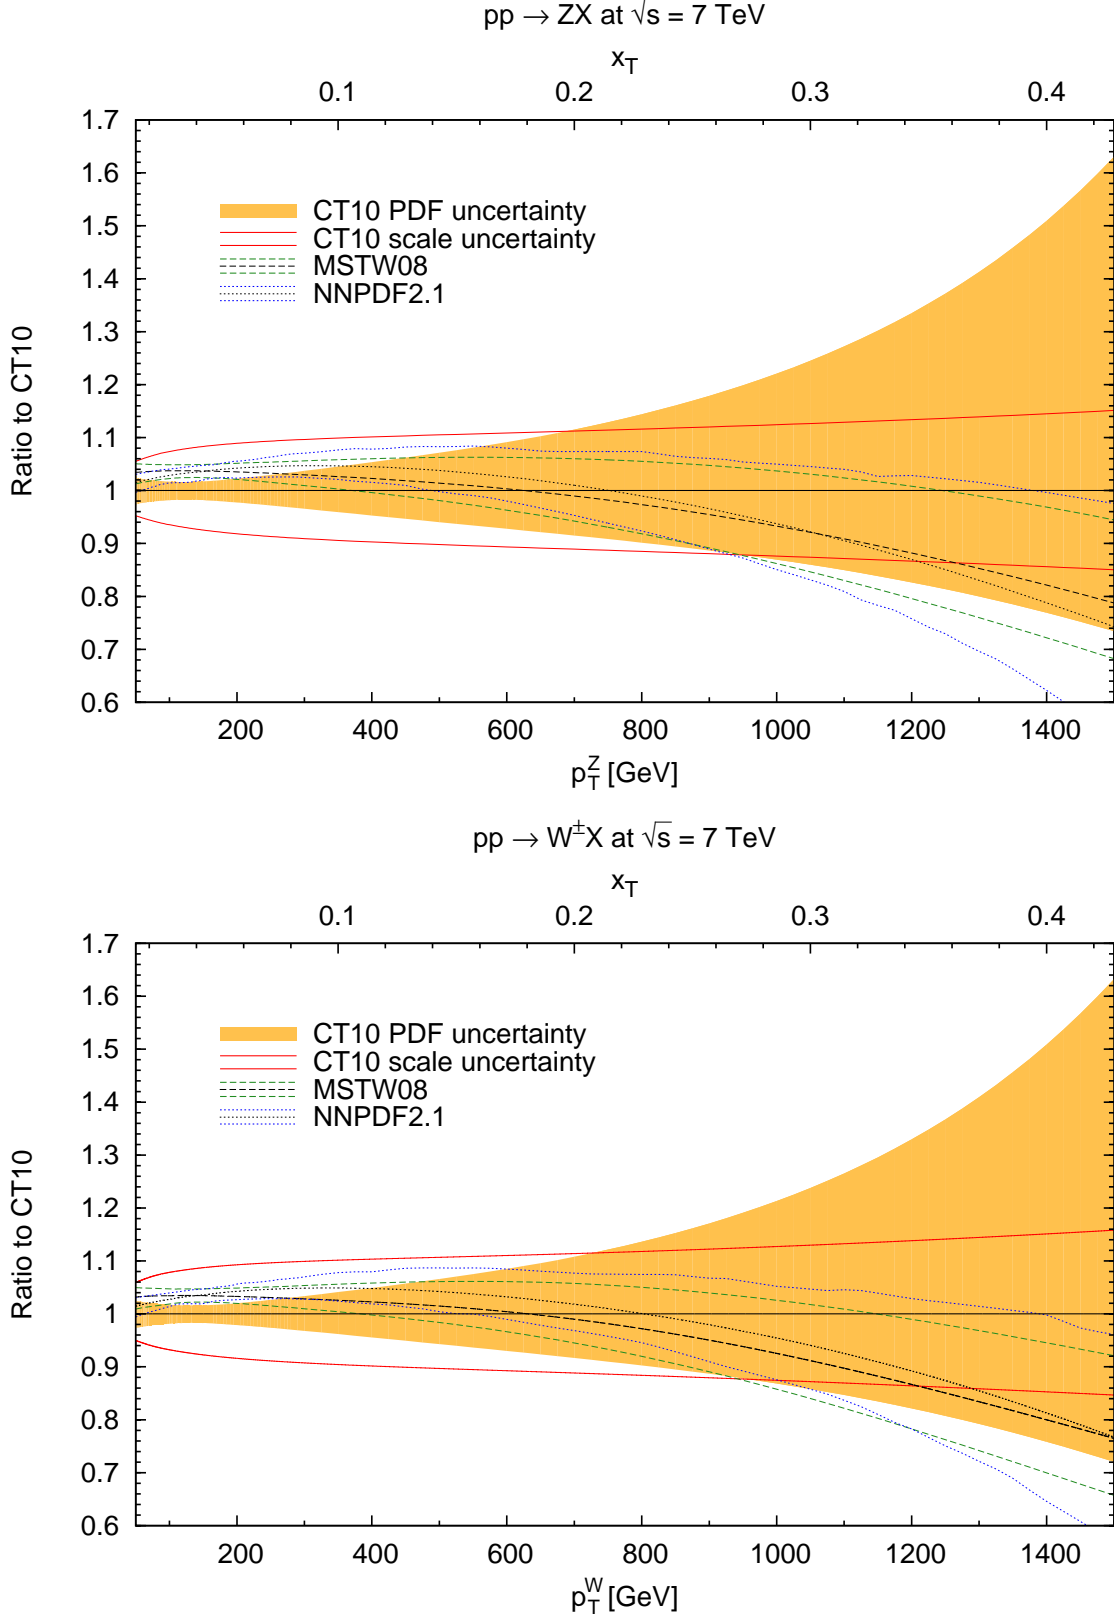 pp → ZX at √s = 7 TeV
x_T
0.1 0.2 0.3 0.4
1.7
1.6
1.5
1.4
1.3
1.2
1.1
1
0.9
0.8
0.7
0.6
Ratio to CT10
CT10 PDF uncertainty
CT10 scale uncertainty
MSTW08
NNPDF2.1
200 400 600 800 1000 1200 1400
p_T^Z [GeV]
pp → W^±X at √s = 7 TeV
x_T
0.1 0.2 0.3 0.4
1.7
1.6
1.5
1.4
1.3
1.2
1.1
1
0.9
0.8
0.7
0.6
Ratio to CT10
CT10 PDF uncertainty
CT10 scale uncertainty
MSTW08
NNPDF2.1
200 400 600 800 1000 1200 1400
p_T^W [GeV]